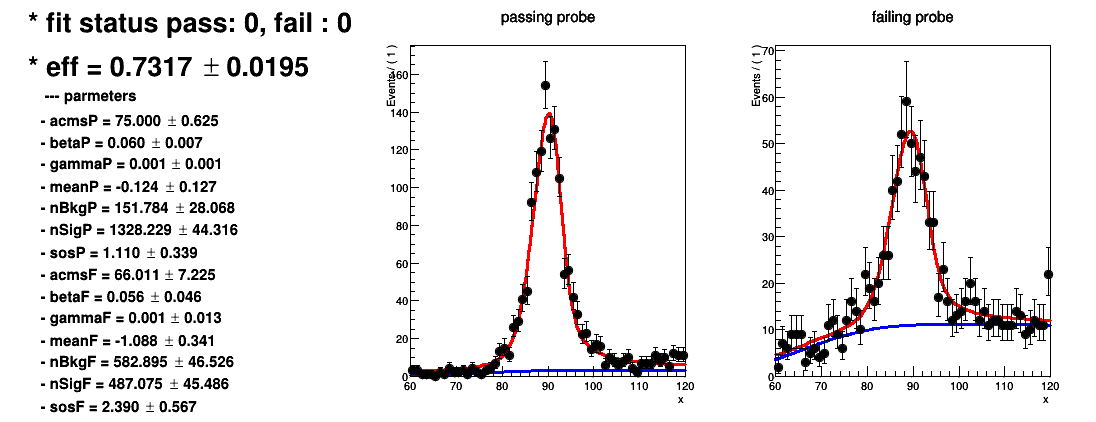 * fit status pass: 0, fail : 0
* eff = 0.7317 ± 0.0195
--- parmeters
- acmsP = 75.000 ± 0.625
- betaP = 0.060 ± 0.007
- gammaP = 0.001 ± 0.001
- meanP = -0.124 ± 0.127
- nBkgP = 151.784 ± 28.068
- nSigP = 1328.229 ± 44.316
- sosP = 1.110 ± 0.339
- acmsF = 66.011 ± 7.225
- betaF = 0.056 ± 0.046
- gammaF = 0.001 ± 0.013
- meanF = -1.088 ± 0.341
- nBkgF = 582.895 ± 46.526
- nSigF = 487.075 ± 45.486
- sosF = 2.390 ± 0.567
passing probe
Events / ( 1 )
160
140
120
100
80
60
40
20
0
60 70 80 90 100 110 120
x
failing probe
Events / ( 1 )
70
60
50
40
30
20
10
0
60 70 80 90 100 110 120
x